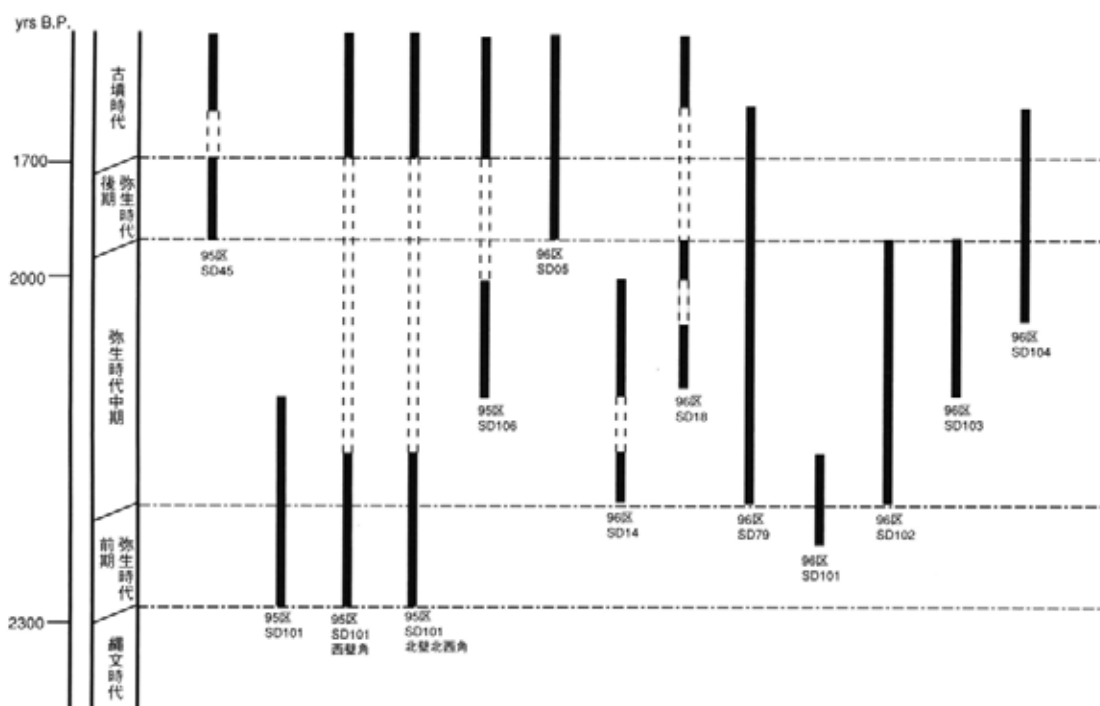 yrs B.P.
古墳時代
1700
弥生時代
後期
2000
弥生時代中期
弥生時代
前期
2300
縄文時代
95区
SD45
95区
SD101
95区
SD101
西壁角
95区
SD101
北壁北西角
95区
SD106
96区
SD05
96区
SD14
96区
SD18
96区
SD79
96区
SD101
96区
SD102
96区
SD103
96区
SD104